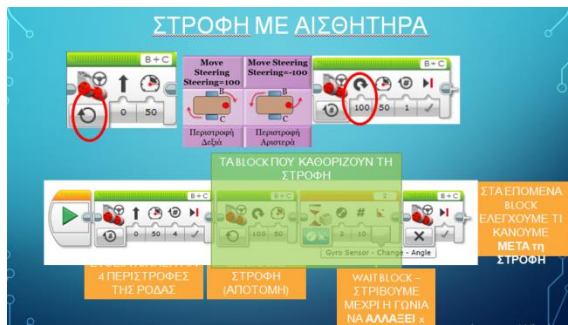 ΣΤΡΟΦΗ ΜΕ ΑΙΣΘΗΤΗΡΑ
B + C
0 50
Move
Steering
Steering=100
Move Steering
Steering=-100
B
C
B
C
Περιστροφή
Δεξιά
Περιστροφή
Αριστερά
B + C
100 50 1
ΤΑ BLOCK ΠΟΥ ΚΑΘΟΡΙΖΟΥΝ ΤΗ
ΣΤΡΟΦΗ
B + C
0 50 4
B + C
100 50
2
2 10
Gyro Sensor - Change - Angle
B + C
ΣΤΑ ΕΠΟΜΕΝΑ
BLOCK
ΕΛΕΓΧΟΥΜΕ ΤΙ
ΚΑΝΟΥΜΕ
ΜΕΤΑ τη
ΣΤΡΟΦΗ
4 ΠΕΡΙΣΤΡΟΦΕΣ
ΤΗΣ ΡΟΔΑΣ
ΣΤΡΟΦΗ
(ΑΠΟΤΟΜΗ)
WAIT BLOCK –
ΣΤΡΙΒΟΥΜΕ
ΜΕΧΡΙ Η ΓΩΝΙΑ
ΝΑ ΑΛΛΑΞΕΙ x